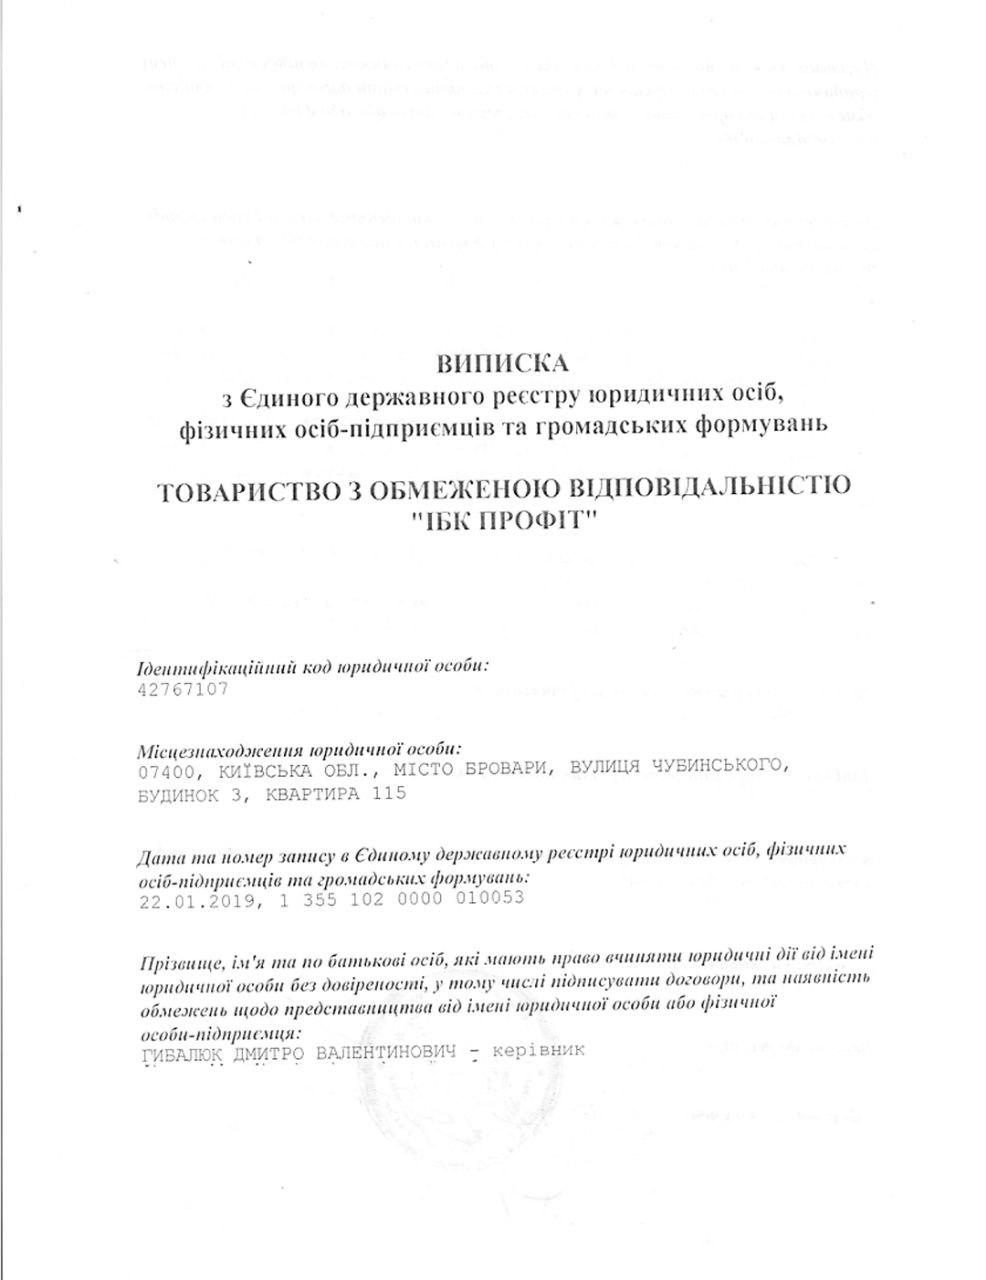 ВИПИСКА
з Єдиного державного реєстру юридичних осіб,
фізичних осіб-підприємців та громадських формувань
ТОВАРИСТВО З ОБМЕЖЕНОЮ ВІДПОВІДАЛЬНІСТЮ
"ІБК ПРОФІТ"
Ідентифікаційний код юридичної особи:
42767107
Місцезнаходження юридичної особи:
07400, КИЇВСЬКА ОБЛ., МІСТО БРОВАРИ, ВУЛИЦЯ ЧУБИНСЬКОГО,
БУДИНОК 3, КВАРТИРА 115
Дата та номер запису в Єдиному державному реєстрі юридичних осіб, фізичних
осіб-підприємців та громадських формувань:
22.01.2019, 1 355 102 0000 010053
Прізвище, ім'я та по батькові осіб, які мають право вчиняти юридичні дії від імені
юридичної особи без довіреності, у тому числі підписувати договори, та наявність
обмежень щодо представництва від імені юридичної особи або фізичної
особи-підприємця:
ГИБАЛЮК ДМИТРО ВАЛЕНТИНОВИЧ - керівник